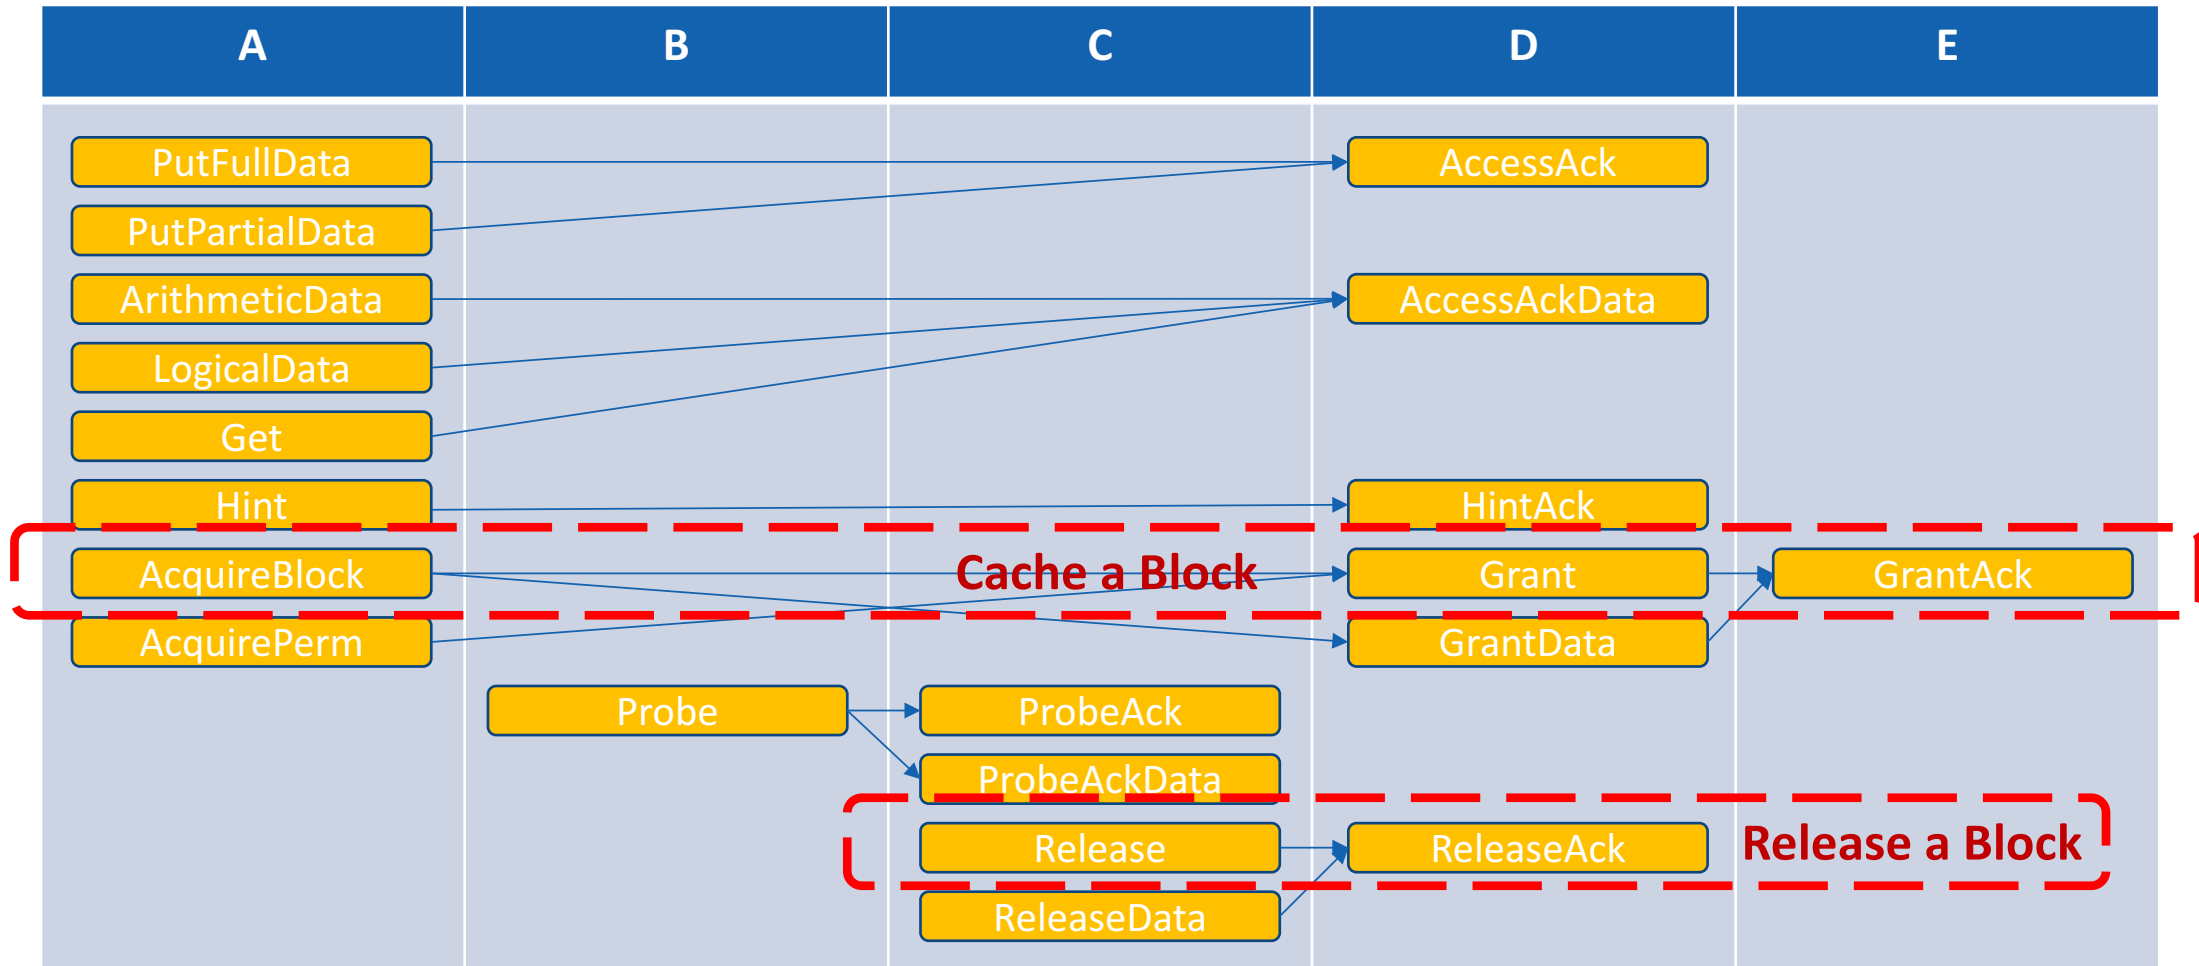 A B C D E
PutFullData AccessAck
PutPartialData
ArithmeticData AccessAckData
LogicalData
Get
Hint HintAck
AcquireBlock Cache a Block Grant GrantAck
AcquirePerm GrantData
Probe ProbeAck
ProbeAckData
Release ReleaseAck Release a Block
ReleaseData